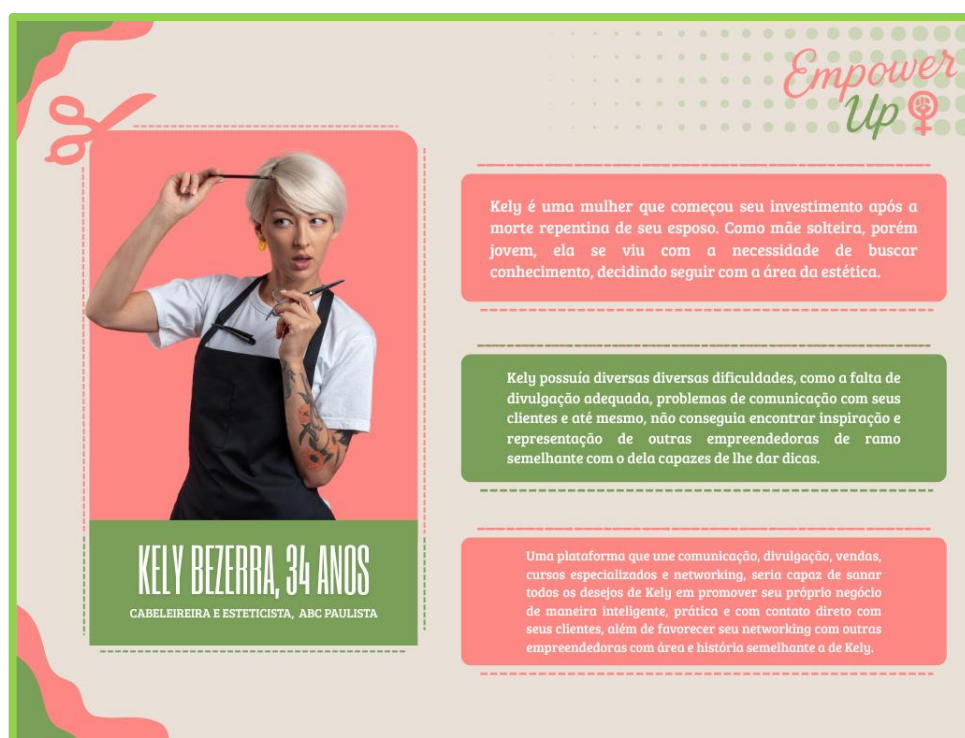 Empower
Up
Kely é uma mulher que começou seu investimento após a
morte repentina de seu esposo. Como mãe solteira, porém
jovem, ela se viu com a necessidade de buscar
conhecimento, decidindo seguir com a área da estética.
Kely possuía diversas diversas dificuldades, como a falta de
divulgação adequada, problemas de comunicação com seus
clientes e até mesmo, não conseguia encontrar inspiração e
representação de outras empreendedoras de ramo
semelhante com o dela capazes de lhe dar dicas.
Uma plataforma que une comunicação, divulgação, vendas,
cursos especializados e networking, seria capaz de sanar
todos os desejos de Kely em promover seu próprio negócio
de maneira inteligente, prática e com contato direto com
seus clientes, além de favorecer seu networking com outras
empreendedoras com área e história semelhante a de Kely.
KELY BEZERRA, 34 ANOS
CABELEIREIRA E ESTETICISTA, ABC PAULISTA